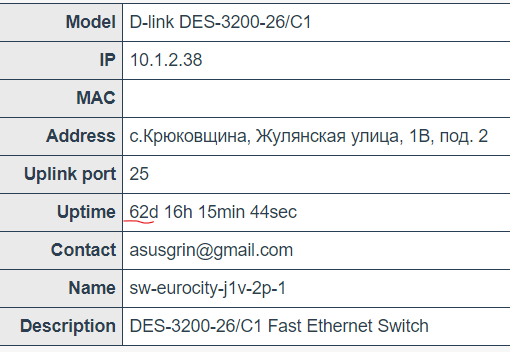 Model D-link DES-3200-26/C1
IP 10.1.2.38
MAC
Address с.Крюковщина, Жулянская улица, 1В, под. 2
Uplink port 25
Uptime 62d 16h 15min 44sec
Contact asusgrin@gmail.com
Name sw-eurocity-j1v-2p-1
Description DES-3200-26/C1 Fast Ethernet Switch